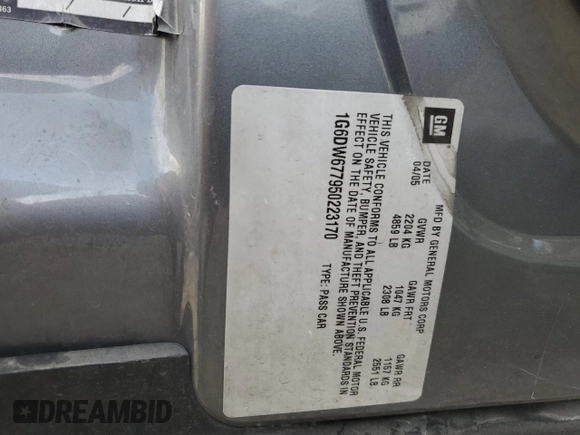 GM
MFD BY GENERAL MOTORS CORP
DATE GVWR GAWR FRT GAWR RR
04/05 2204 KG 1047 KG 1157 KG
4859 LB 2308 LB 2551 LB
THIS VEHICLE CONFORMS TO ALL APPLICABLE U.S. FEDERAL MOTOR
VEHICLE SAFETY, BUMPER, AND THEFT PREVENTION STANDARDS IN
EFFECT ON THE DATE OF MANUFACTURE SHOWN ABOVE.
1G6DW677950223170 TYPE: PASS CAR
DREAMBID